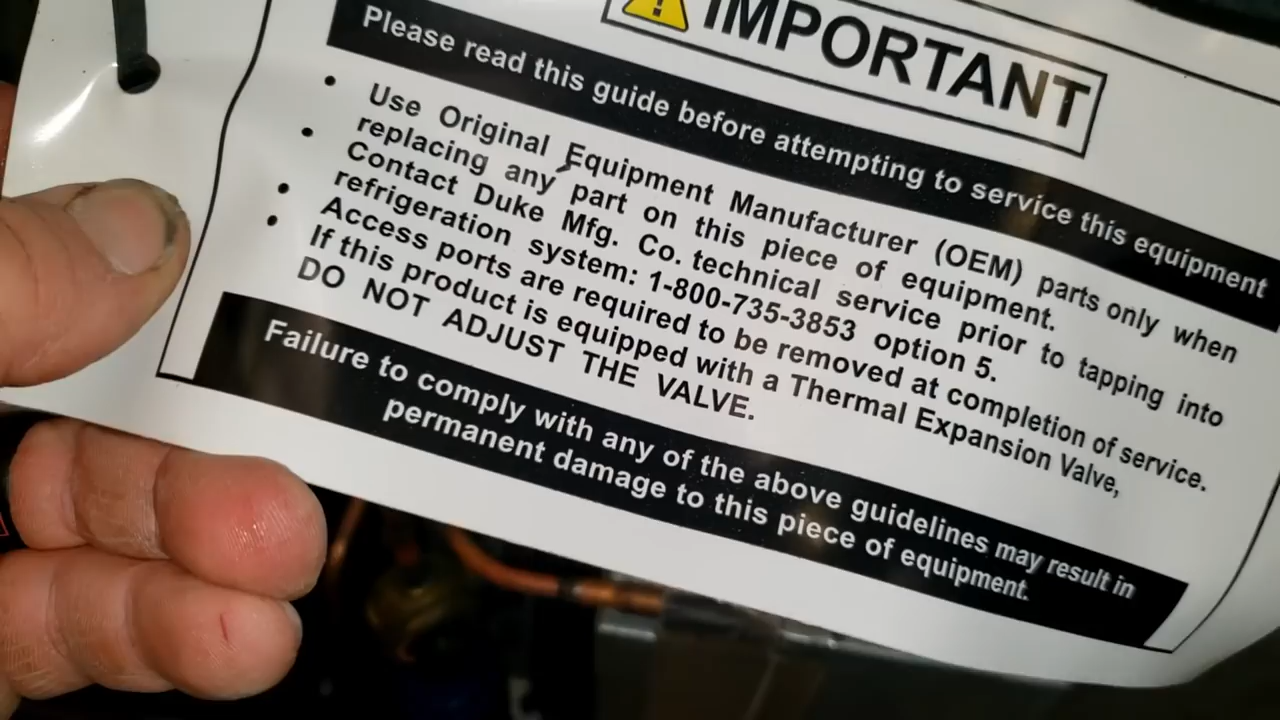 IMPORTANT
Please read this guide before attempting to service this equipment
• Use Original Equipment Manufacturer (OEM) parts only when
replacing any part on this piece of equipment.
• Contact Duke Mfg. Co. technical service prior to tapping into
refrigeration system: 1-800-735-3853 option 5.
• Access ports are required to be removed at completion of service.
• If this product is equipped with a Thermal Expansion Valve,
DO NOT ADJUST THE VALVE.
Failure to comply with any of the above guidelines may result in
permanent damage to this piece of equipment.